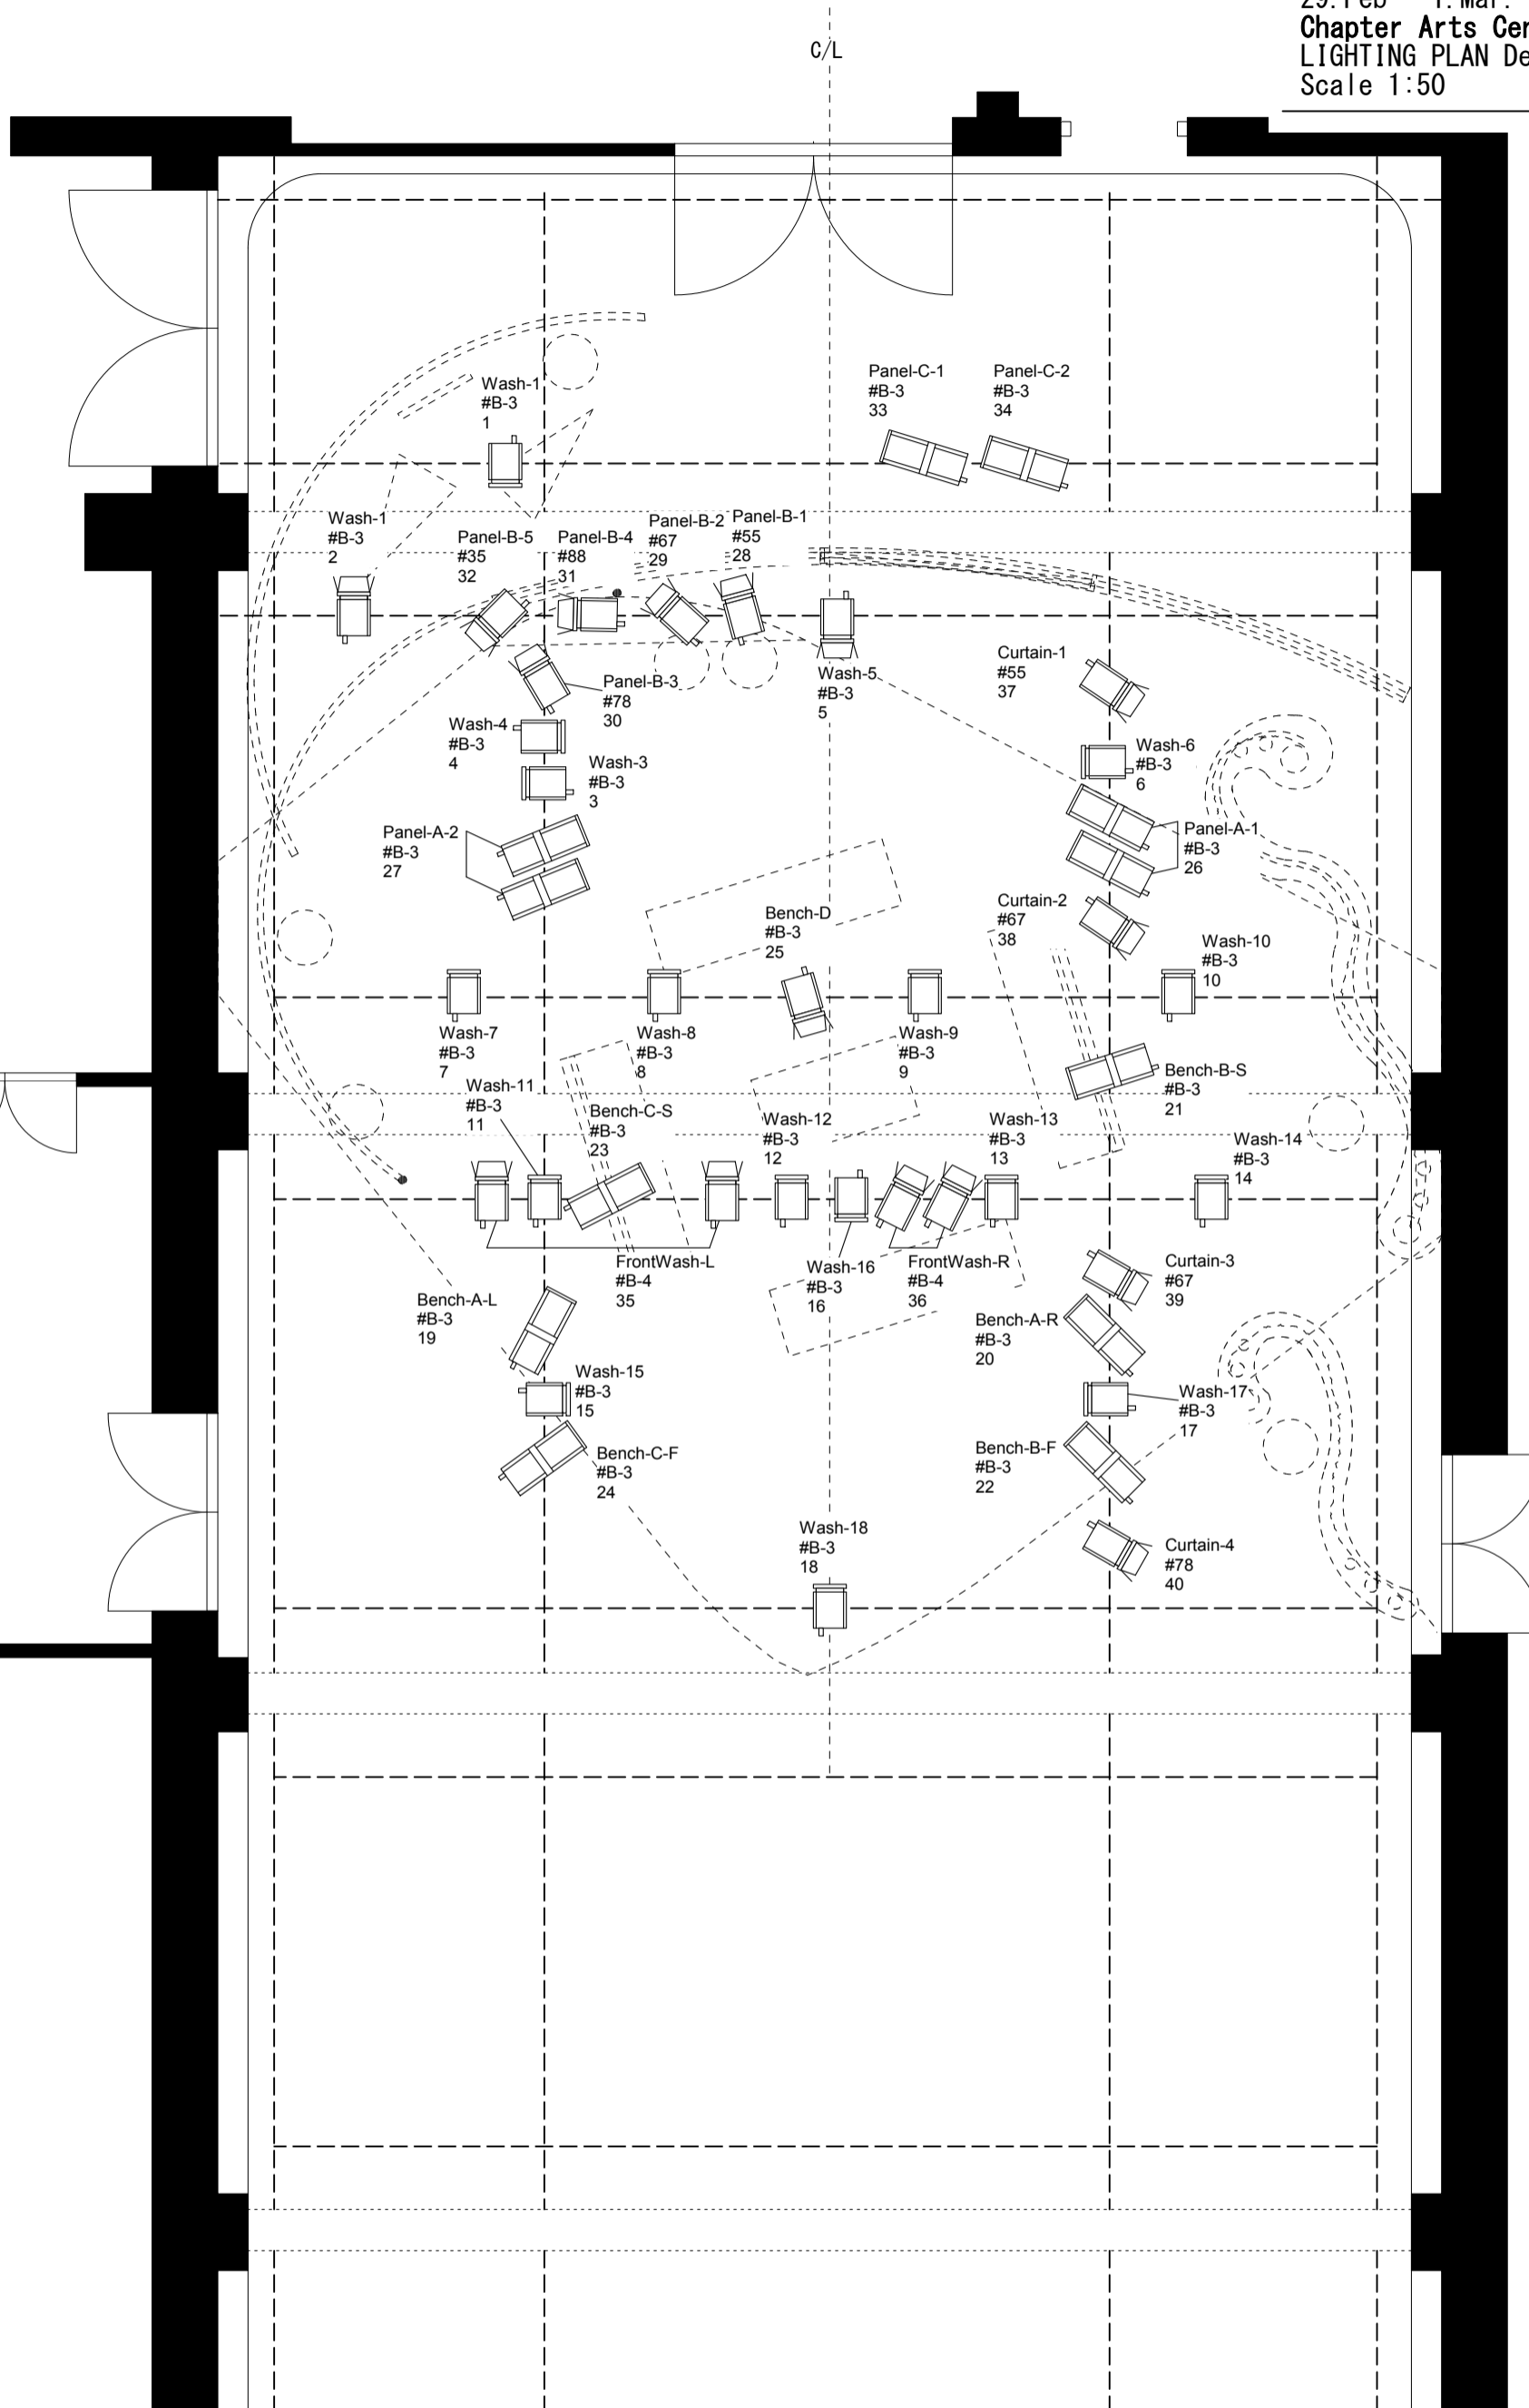 Chapter Arts Cen
LIGHTING PLAN De
Scale 1:50
C/L
Panel-C-1
#B-3
33
Panel-C-2
#B-3
34
Wash-1
#B-3
1
Wash-1
#B-3
2
Panel-B-5
#35
32
Panel-B-4
#88
31
Panel-B-2
#67
29
Panel-B-1
#55
28
Curtain-1
#55
37
Wash-5
#B-3
5
Panel-B-3
#78
30
Wash-4
#B-3
4
Wash-3
#B-3
3
Wash-6
#B-3
6
Panel-A-2
#B-3
27
Panel-A-1
#B-3
26
Bench-D
#B-3
25
Curtain-2
#67
38
Wash-10
#B-3
10
Wash-7
#B-3
7
Wash-8
#B-3
8
Wash-9
#B-3
9
Bench-B-S
#B-3
21
Wash-11
#B-3
11
Bench-C-S
#B-3
23
Wash-12
#B-3
12
Wash-13
#B-3
13
Wash-14
#B-3
14
FrontWash-L
#B-4
35
Wash-16
#B-3
16
FrontWash-R
#B-4
36
Curtain-3
#67
39
Bench-A-L
#B-3
19
Bench-A-R
#B-3
20
Wash-15
#B-3
15
Wash-17
#B-3
17
Bench-C-F
#B-3
24
Bench-B-F
#B-3
22
Wash-18
#B-3
18
Curtain-4
#78
40